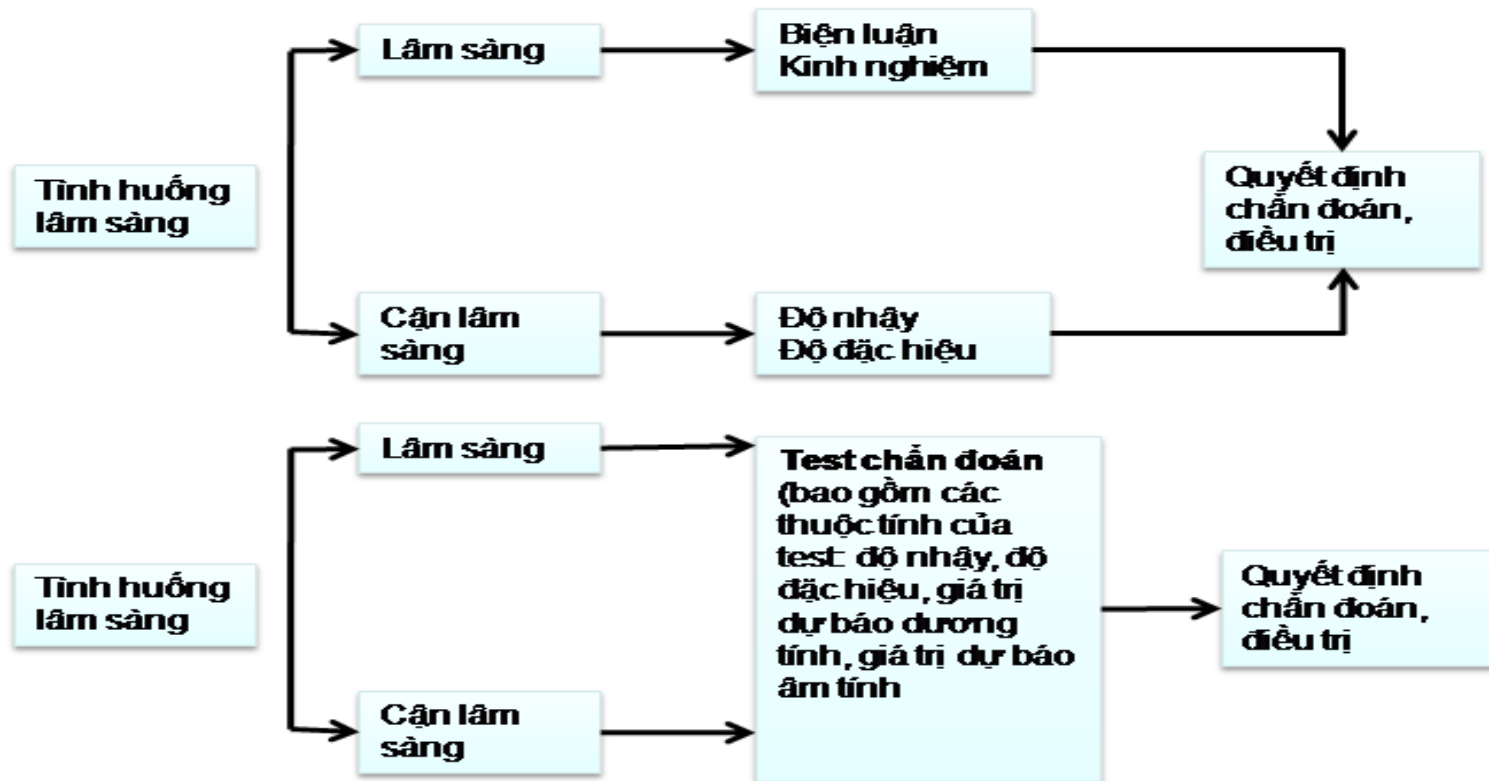 Lâm sàng
Biện luận
Kinh nghiệm
Tình huống
lâm sàng
Quyết định
chẩn đoán,
điều trị
Cận lâm
sàng
Độ nhậy
Độ đặc hiệu
Lâm sàng
Test chẩn đoán
(bao gồm các
thuộc tính của
test: độ nhậy, độ
đặc hiệu, giá trị
dự báo dương
tính, giá trị dự báo
âm tính
Tình huống
lâm sàng
Quyết định
chẩn đoán,
điều trị
Cận lâm
sàng